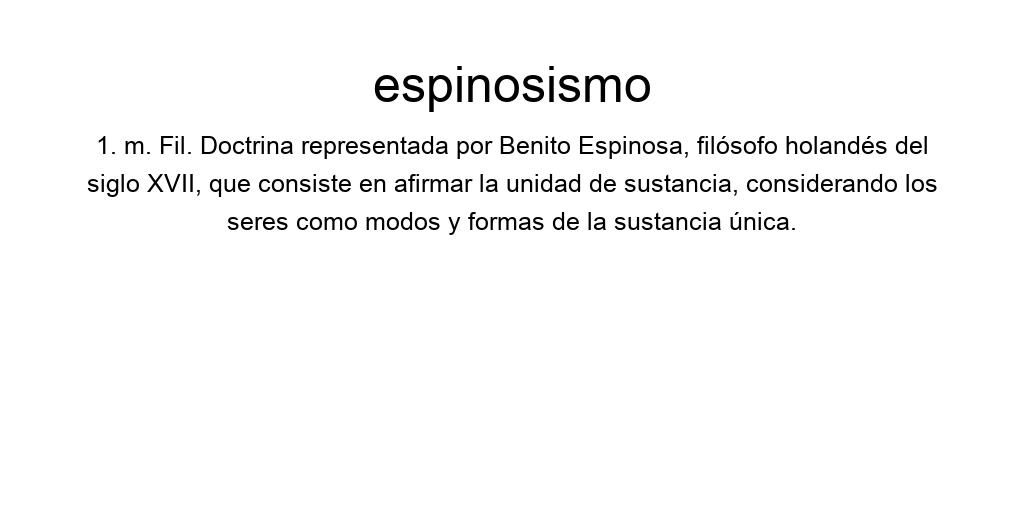 espinosismo
1. m. Fil. Doctrina representada por Benito Espinosa, filósofo holandés del
siglo XVII, que consiste en afirmar la unidad de sustancia, considerando los
seres como modos y formas de la sustancia única.